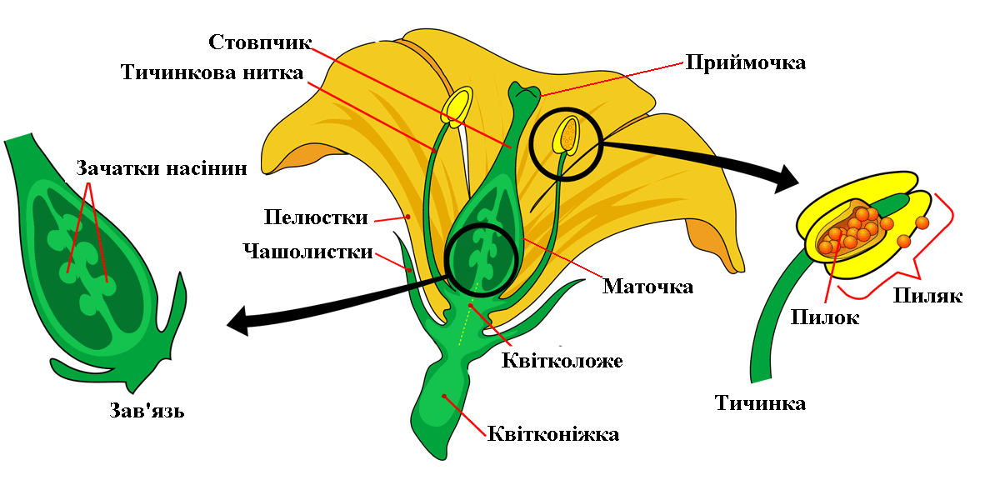 Стовпчик
Тичинкова нитка
Приймочка
Зачатки насінин
Пелюстки
Чашолистки
Маточка
Пиляк
Пилок
Квітколоже
Тичинка
Зав'язь
Квітконіжка